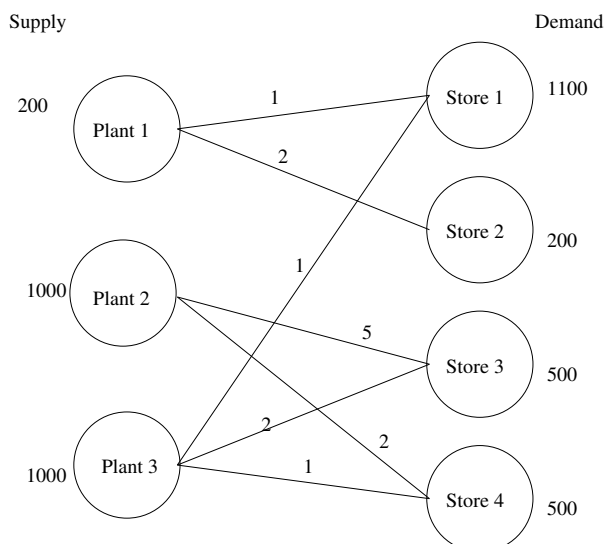 Supply
Demand
200
Plant 1
1
Store 1
1100
2
Store 2
200
1
1000
Plant 2
5
Store 3
500
2
2
1000
Plant 3
1
Store 4
500